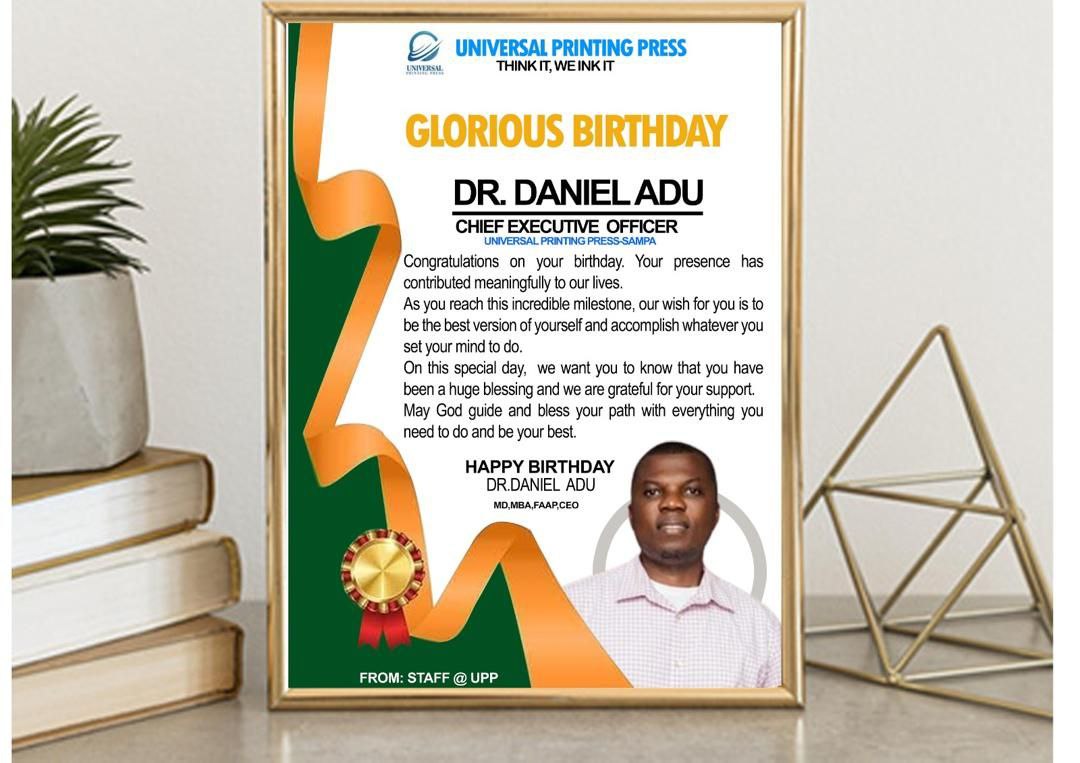 UNIVERSAL PRINTING PRESS
THINK IT, WE INK IT
UNIVERSAL
PRINTING PRESS
GLORIOUS BIRTHDAY
DR. DANIEL ADU
CHIEF EXECUTIVE OFFICER
UNIVERSAL PRINTING PRESS-SAMPA
Congratulations on your birthday. Your presence has
contributed meaningfully to our lives.
As you reach this incredible milestone, our wish for you is to
be the best version of yourself and accomplish whatever you
set your mind to do.
On this special day, we want you to know that you have
been a huge blessing and we are grateful for your support.
May God guide and bless your path with everything you
need to do and be your best.
HAPPY BIRTHDAY
DR.DANIEL ADU
MD,MBA,FAAP,CEO
FROM: STAFF @ UPP